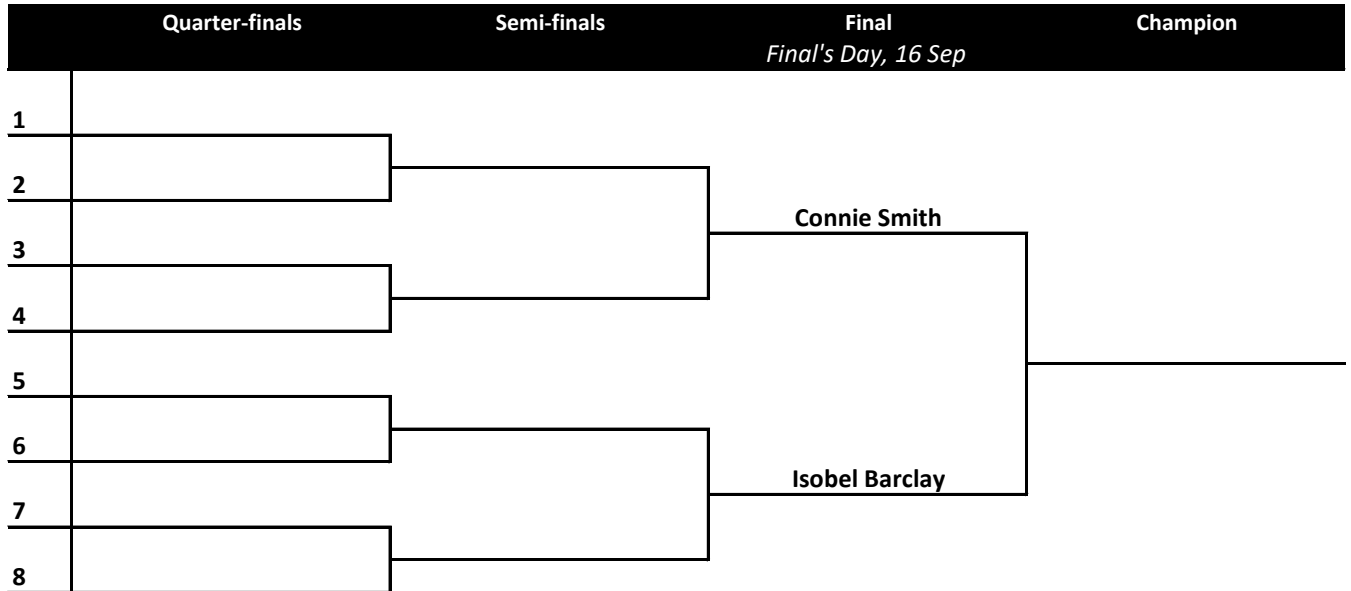 Quarter-finals Semi-finals Final Champion
Final's Day, 16 Sep
1
2
Connie Smith
3
4
5
6
Isobel Barclay
7
8